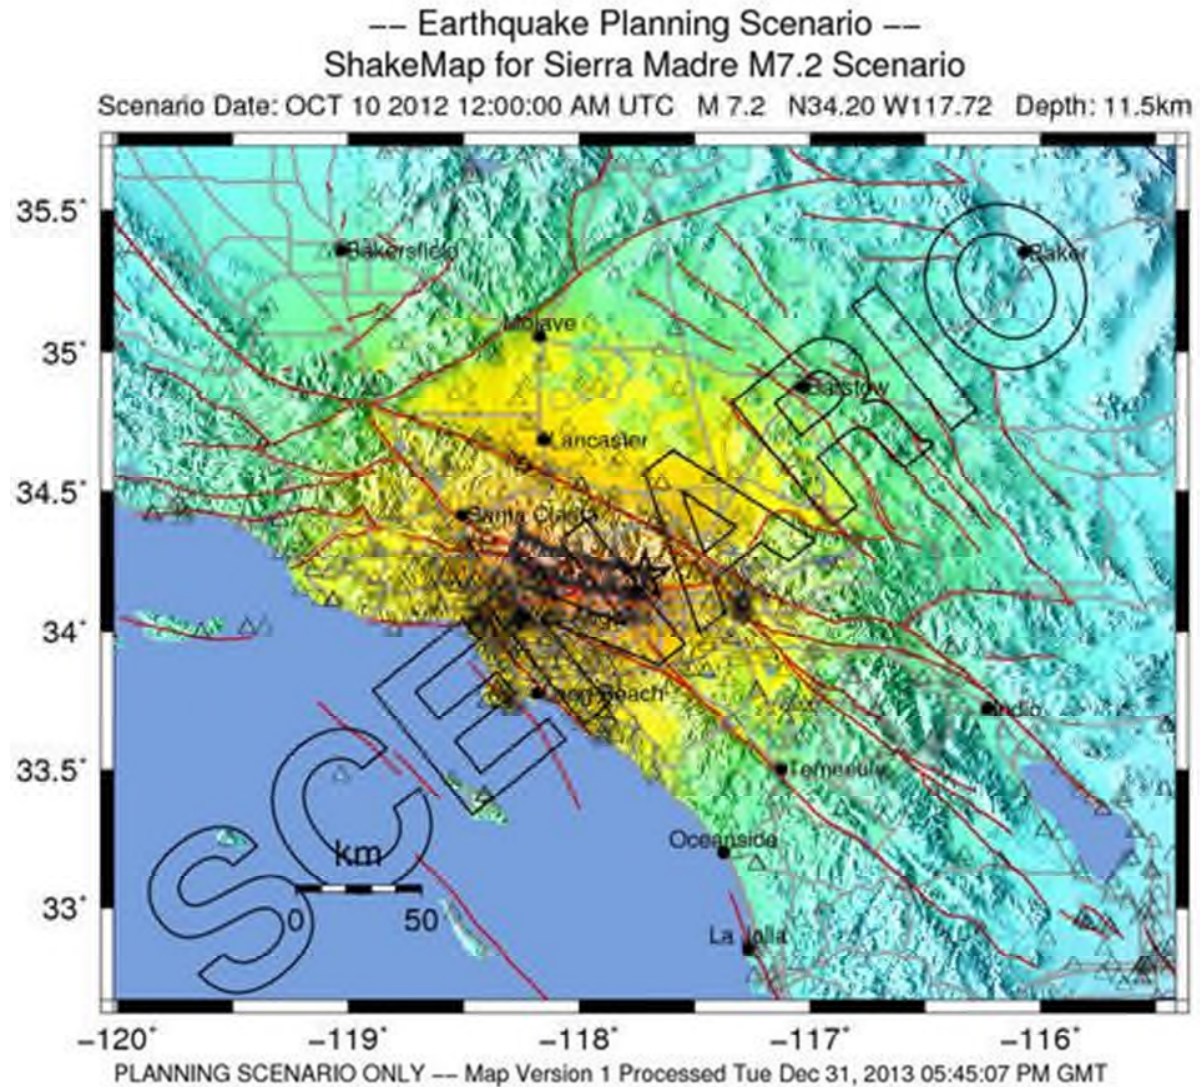 −− Earthquake Planning Scenario −−
ShakeMap for Sierra Madre M7.2 Scenario
Scenario Date: OCT 10 2012 12:00:00 AM UTC M 7.2 N34.20 W117.72 Depth: 11.5km
35.5˚
Bakersfield
Baker
Mojave
35˚
Barstow
Lancaster
34.5˚
Santa Clarita
34˚
Long Beach
Indio
33.5˚
Temecula
Oceanside
km
33˚
0 50
La Jolla
SCENARIO
−120˚ −119˚ −118˚ −117˚ −116˚
PLANNING SCENARIO ONLY −− Map Version 1 Processed Tue Dec 31, 2013 05:45:07 PM GMT